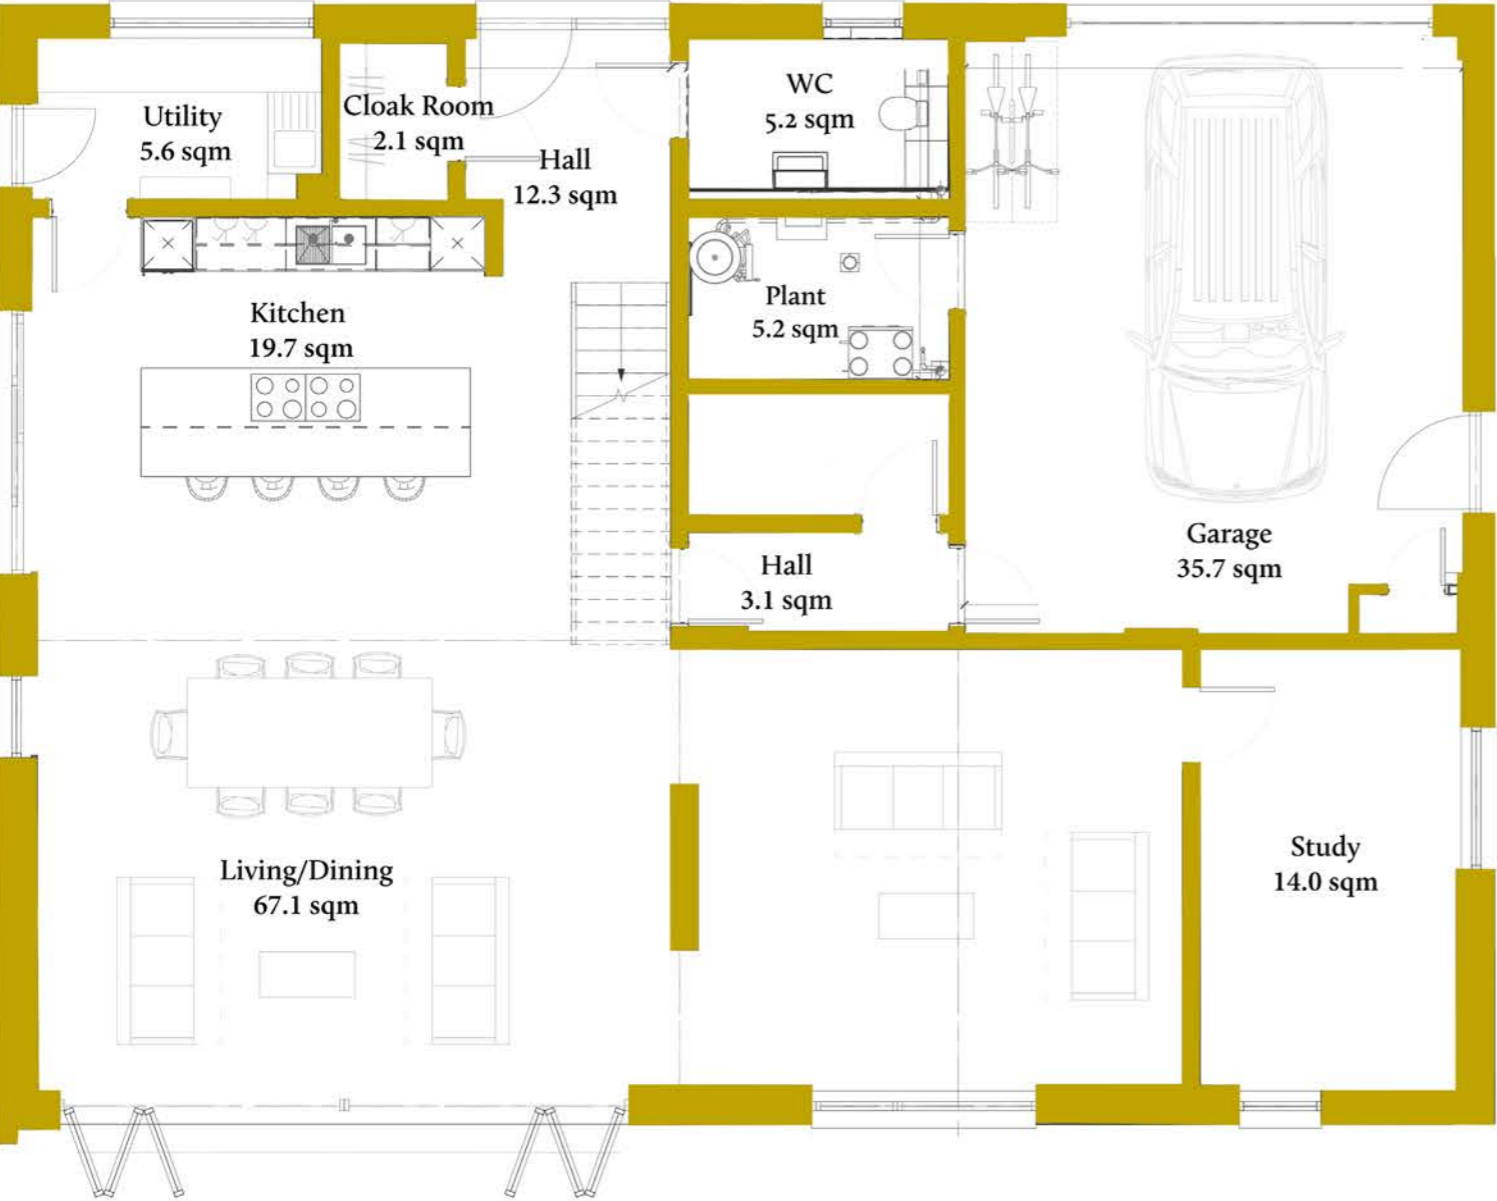 Utility
5.6 sqm
Cloak Room
2.1 sqm
Hall
12.3 sqm
WC
5.2 sqm
Kitchen
19.7 sqm
Plant
5.2 sqm
Garage
35.7 sqm
Hall
3.1 sqm
Living/Dining
67.1 sqm
Study
14.0 sqm